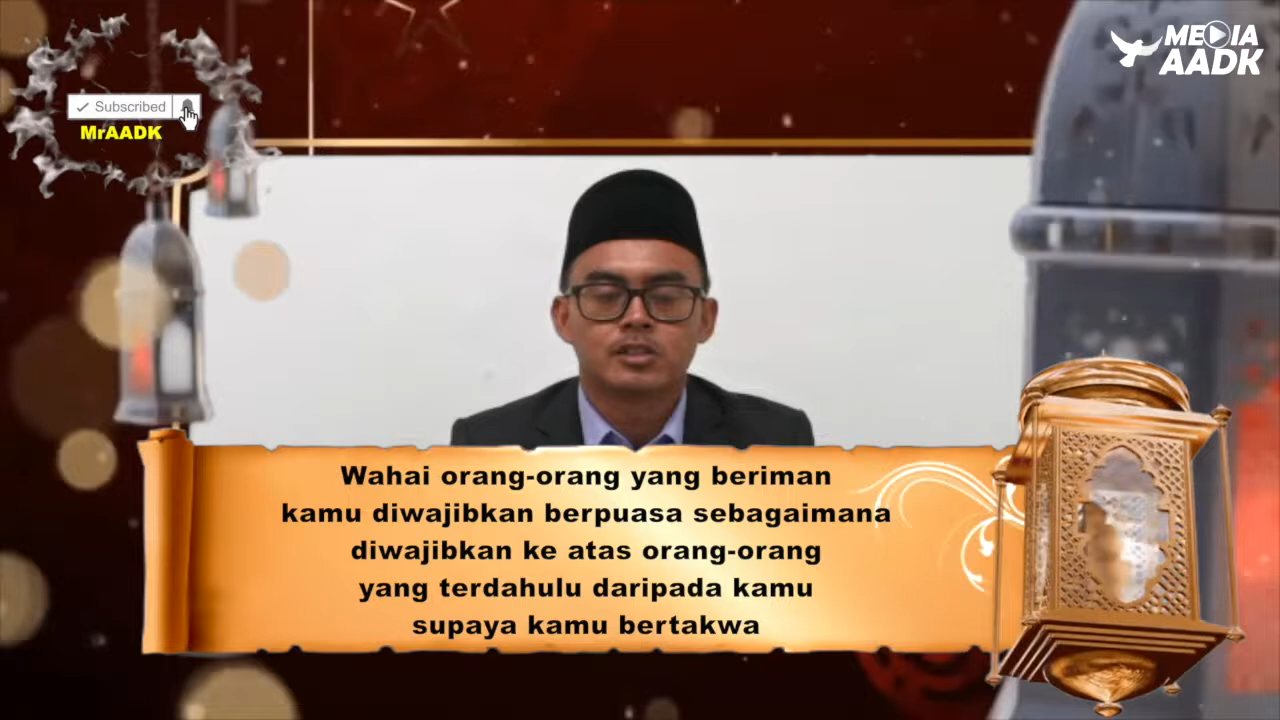 MEDIA
AADK
Subscribed
MrAADK
Wahai orang-orang yang beriman
kamu diwajibkan berpuasa sebagaimana
diwajibkan ke atas orang-orang
yang terdahulu daripada kamu
supaya kamu bertakwa